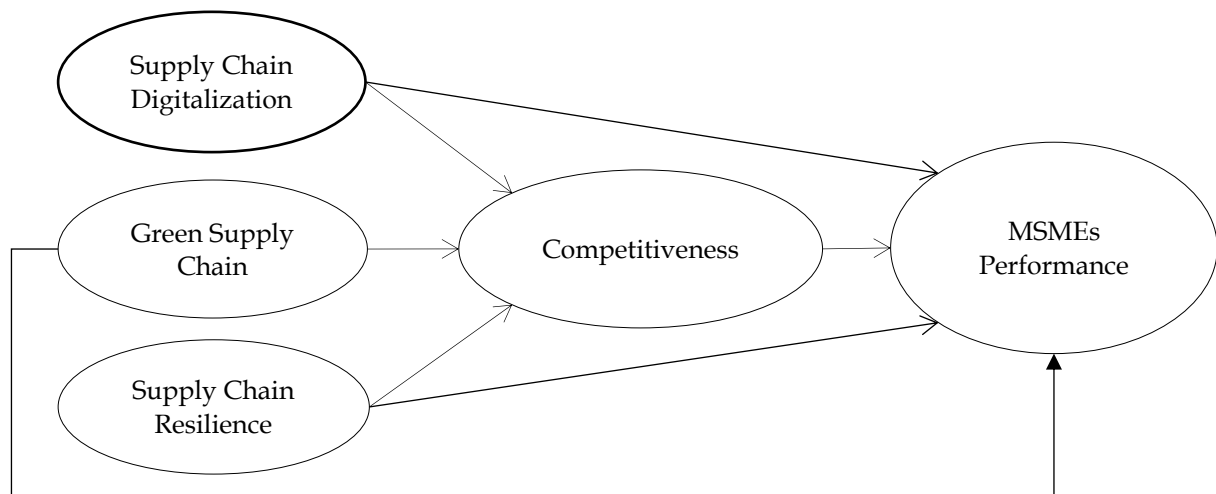 Supply Chain
Digitalization
Green Supply
Chain
Competitiveness
MSMEs
Performance
Supply Chain
Resilience